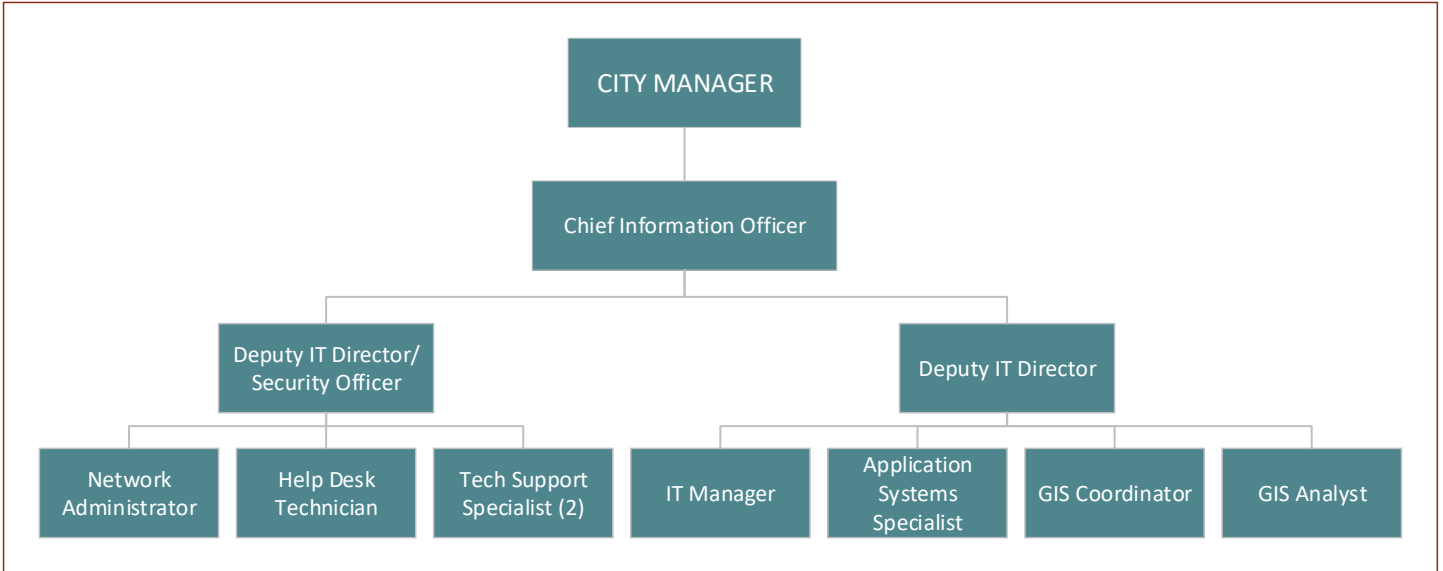 CITY MANAGER
Chief Information Officer
Deputy IT Director/
Security Officer
Deputy IT Director
Network
Administrator
Help Desk
Technician
Tech Support
Specialist (2)
IT Manager
Application
Systems
Specialist
GIS Coordinator
GIS Analyst